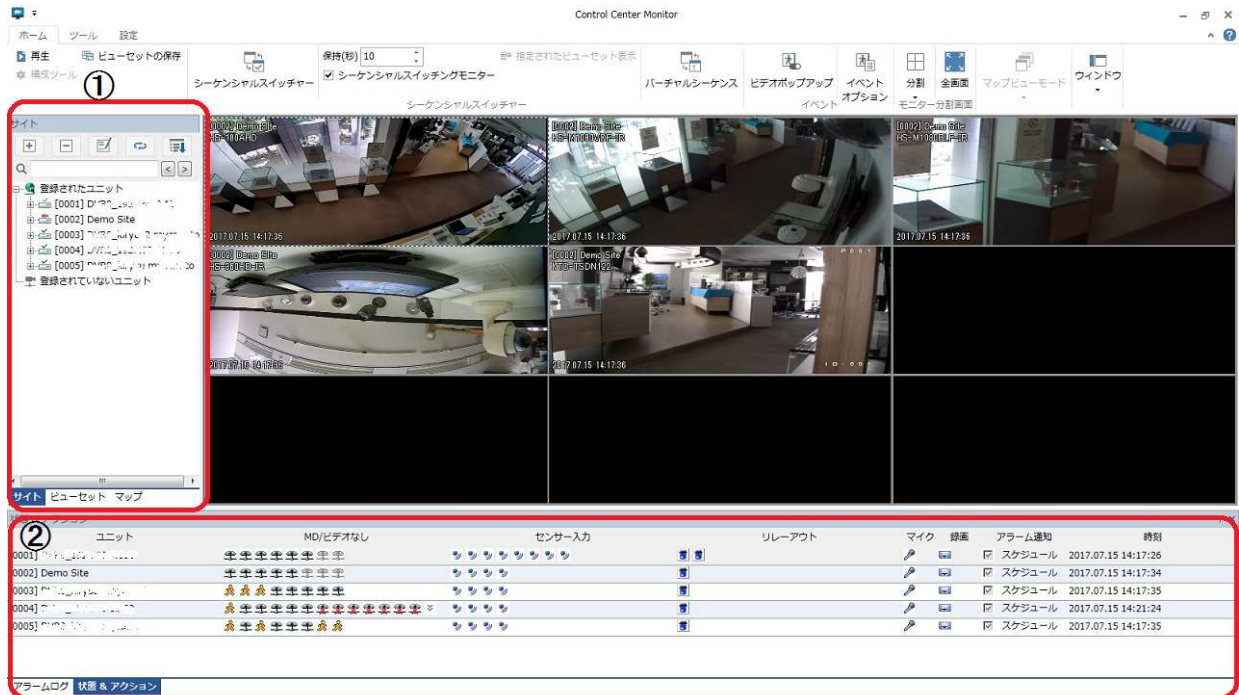 Control Center Monitor
ホーム ツール 設定
再生 ビューセットの保存
構成ツール
シーケンシャルスイッチャー
保持(秒) 10
シーケンシャルスイッチングモニター
指定されたビューセット表示
シーケンシャルスイッチャー
バーチャルシーケンス
ビデオポップアップ
イベントオプション
イベント
分割
全画面
モニター分割画面
マップビューモード
ウィンドウ
①
サイト
登録されたユニット
[0001]
[0002] Demo Site
[0003]
[0004]
[0005]
登録されていないユニット
サイト ビューセット マップ
[0002] Demo Site
HS-180AHD
2017.07.15 14:17:36
[0002] Demo Site
2017.07.15 14:17:36
[0002] Demo Site
2017.07.15 14:17:36
[0002] Demo Site
HS-360HD-IR
2017.07.15 14:17:36
[0002] Demo Site
KTD-TSDN122
P001
ID-001
2017.07.15 14:17:36
②
ユニット MD/ビデオなし センサー入力 リレーアウト マイク 録画 アラーム通知 時刻
0001] スケジュール 2017.07.15 14:17:26
0002] Demo Site スケジュール 2017.07.15 14:17:34
0003] スケジュール 2017.07.15 14:17:35
0004] スケジュール 2017.07.15 14:21:24
0005] スケジュール 2017.07.15 14:17:35
アラームログ 状態 & アクション